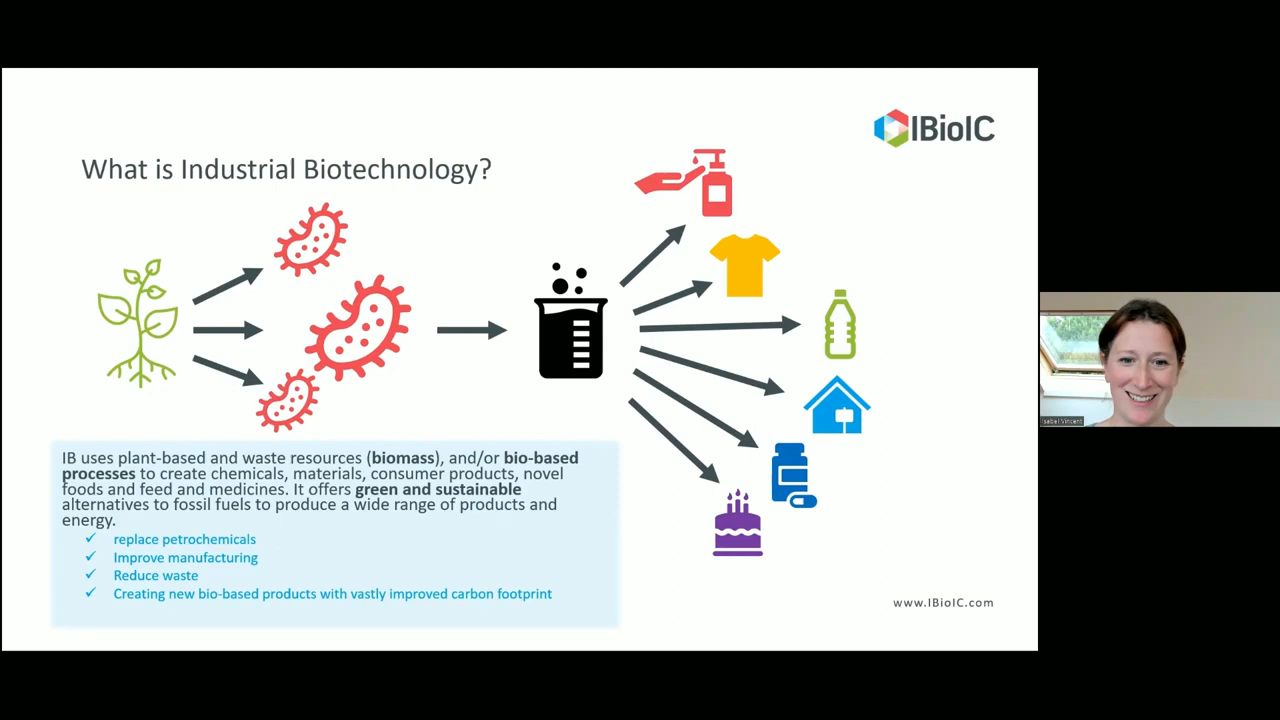 IBioIC
What is Industrial Biotechnology?
IB uses plant-based and waste resources (biomass), and/or bio-based
processes to create chemicals, materials, consumer products, novel
foods and feed and medicines. It offers green and sustainable
alternatives to fossil fuels to produce a wide range of products and
energy.
✓ replace petrochemicals
✓ Improve manufacturing
✓ Reduce waste
✓ Creating new bio-based products with vastly improved carbon footprint
www.IBioIC.com
Isabel Vincent